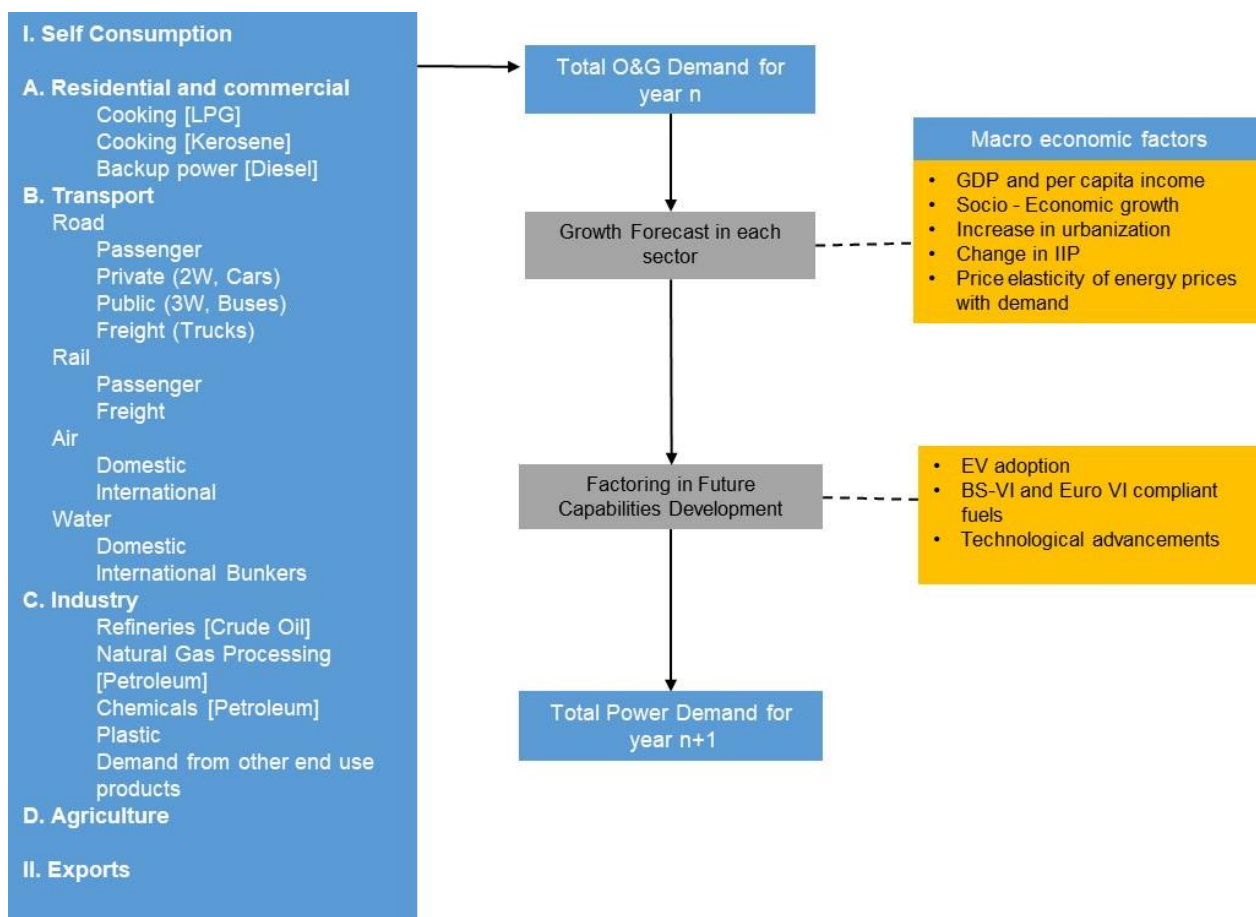 I. Self Consumption
A. Residential and commercial
Cooking [LPG]
Cooking [Kerosene]
Backup power [Diesel]
B. Transport
Road
Passenger
Private (2W, Cars)
Public (3W, Buses)
Freight (Trucks)
Rail
Passenger
Freight
Air
Domestic
International
Water
Domestic
International Bunkers
C. Industry
Refineries [Crude Oil]
Natural Gas Processing
[Petroleum]
Chemicals [Petroleum]
Plastic
Demand from other end use
products
D. Agriculture
II. Exports
Total O&G Demand for
year n
Growth Forecast in each
sector
Factoring in Future
Capabilities Development
Total Power Demand for
year n+1
Macro economic factors
• GDP and per capita income
• Socio - Economic growth
• Increase in urbanization
• Change in IIP
• Price elasticity of energy prices
with demand
• EV adoption
• BS-VI and Euro VI compliant
fuels
• Technological advancements